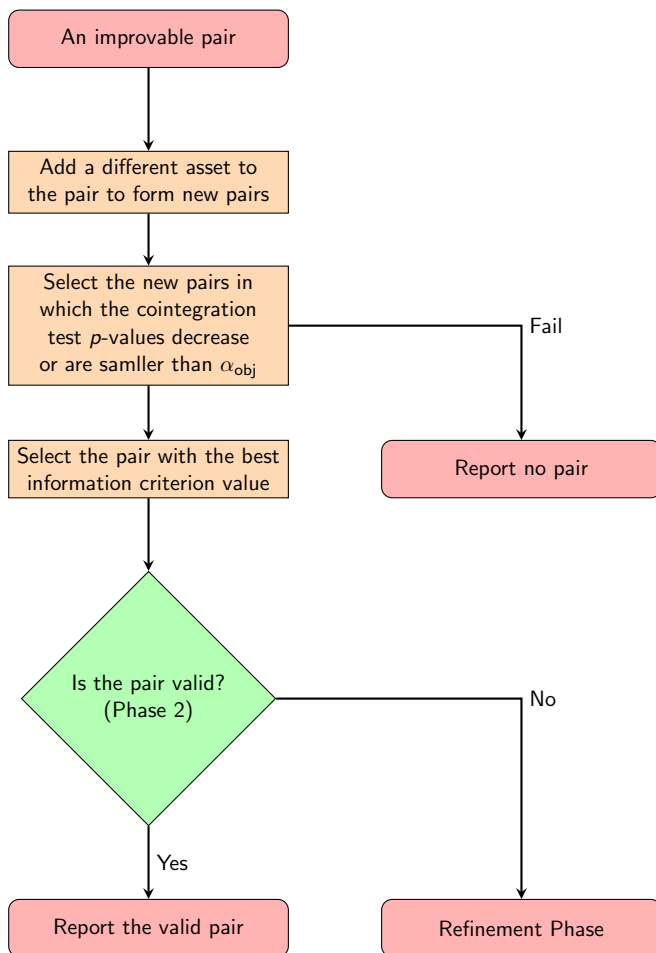 An improvable pair
Add a different asset to
the pair to form new pairs
Select the new pairs in
which the cointegration
test p-values decrease
or are samller than α_obj
Fail
Select the pair with the best
information criterion value
Report no pair
Is the pair valid?
(Phase 2)
No
Yes
Report the valid pair
Refinement Phase